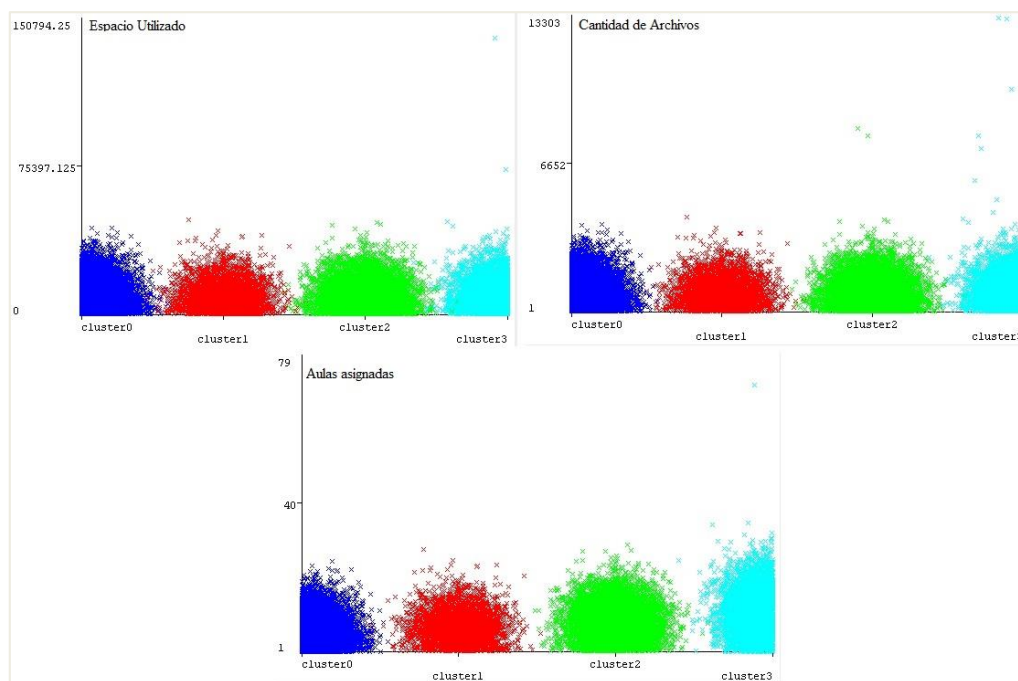 150794.25
Espacio Utilizado
75397.125
0
cluster0
cluster1
cluster2
cluster3
13303
Cantidad de Archivos
6652
1
cluster0
cluster1
cluster2
cluster
79
Aulas asignadas
40
1
cluster0
cluster1
cluster2
cluster3